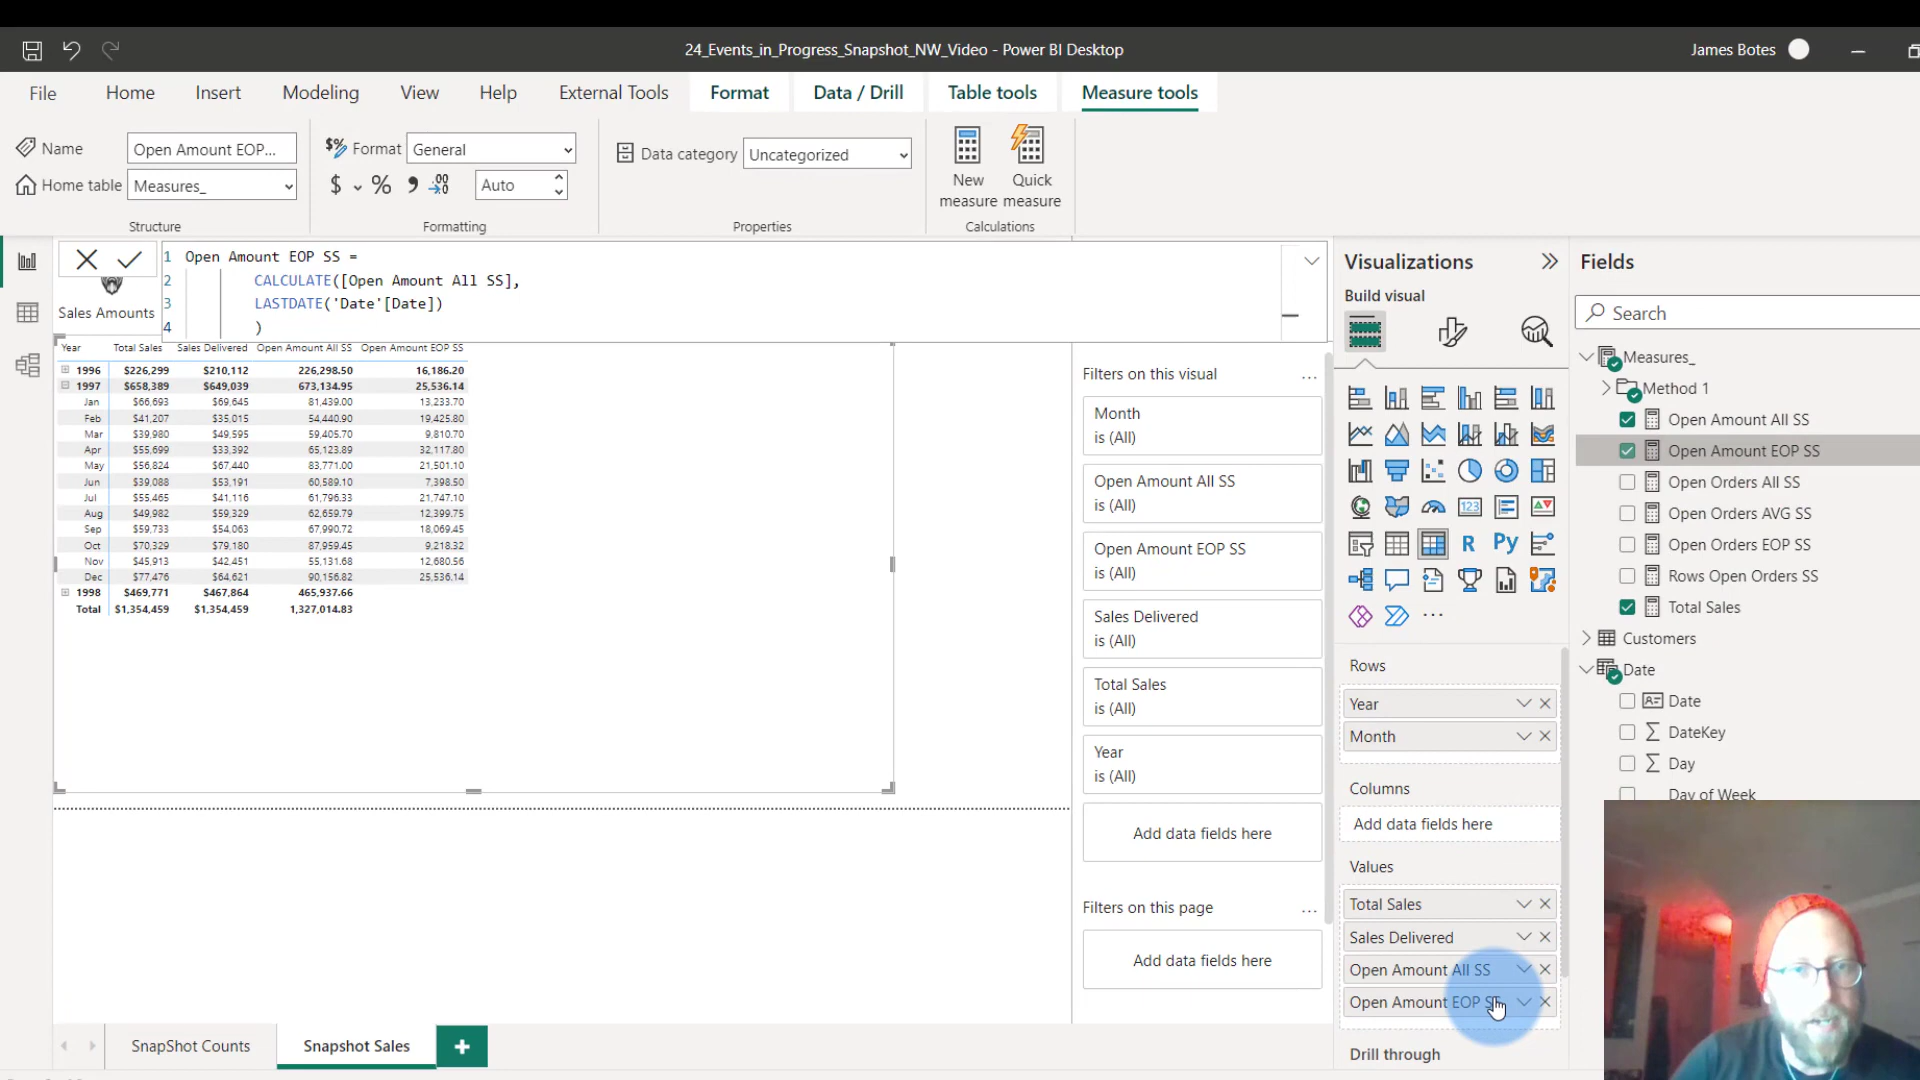 24_Events_in_Progress_Snapshot_NW_Video - Power BI Desktop
James Botes
File Home Insert Modeling View Help External Tools Format Data / Drill Table tools Measure tools
Name Open Amount EOP...
Home table Measures_
Structure
Format General
$ % , .00
Auto
Formatting
Data category Uncategorized
Properties
New measure
Quick measure
Calculations
1 Open Amount EOP SS =
2 CALCULATE([Open Amount All SS],
3 LASTDATE('Date'[Date])
4 )
Sales Amounts
Year Total Sales Sales Delivered Open Amount All SS Open Amount EOP SS
1996 $226,299 $210,112 226,298.50 16,186.20
1997 $658,389 $649,039 673,134.95 25,536.14
Jan $66,693 $69,645 81,439.00 13,233.70
Feb $41,207 $35,015 54,440.90 19,425.80
Mar $39,980 $49,595 59,405.70 9,810.70
Apr $55,699 $33,392 65,123.89 32,117.80
May $56,824 $67,440 83,771.00 21,501.10
Jun $39,088 $53,191 60,589.10 7,398.50
Jul $55,465 $41,116 61,796.33 21,747.10
Aug $49,982 $59,329 62,659.79 12,399.75
Sep $59,733 $54,063 67,990.72 18,069.45
Oct $70,329 $79,180 87,959.45 9,218.32
Nov $45,913 $42,451 55,131.68 12,680.56
Dec $77,476 $64,621 90,156.82 25,536.14
1998 $469,771 $467,864 465,937.66
Total $1,354,459 $1,354,459 1,327,014.83
Filters on this visual ...
Month
is (All)
Open Amount All SS
is (All)
Open Amount EOP SS
is (All)
Sales Delivered
is (All)
Total Sales
is (All)
Year
is (All)
Add data fields here
Filters on this page ...
Add data fields here
Visualizations
Build visual
123
R Py
...
Rows
Year
Month
Columns
Add data fields here
Values
Total Sales
Sales Delivered
Open Amount All SS
Open Amount EOP
Drill through
Fields
Search
Measures_
Method 1
Open Amount All SS
Open Amount EOP SS
Open Orders All SS
Open Orders AVG SS
Open Orders EOP SS
Rows Open Orders SS
Total Sales
Customers
Date
Date
DateKey
Day
Day of Week
SnapShot Counts
Snapshot Sales